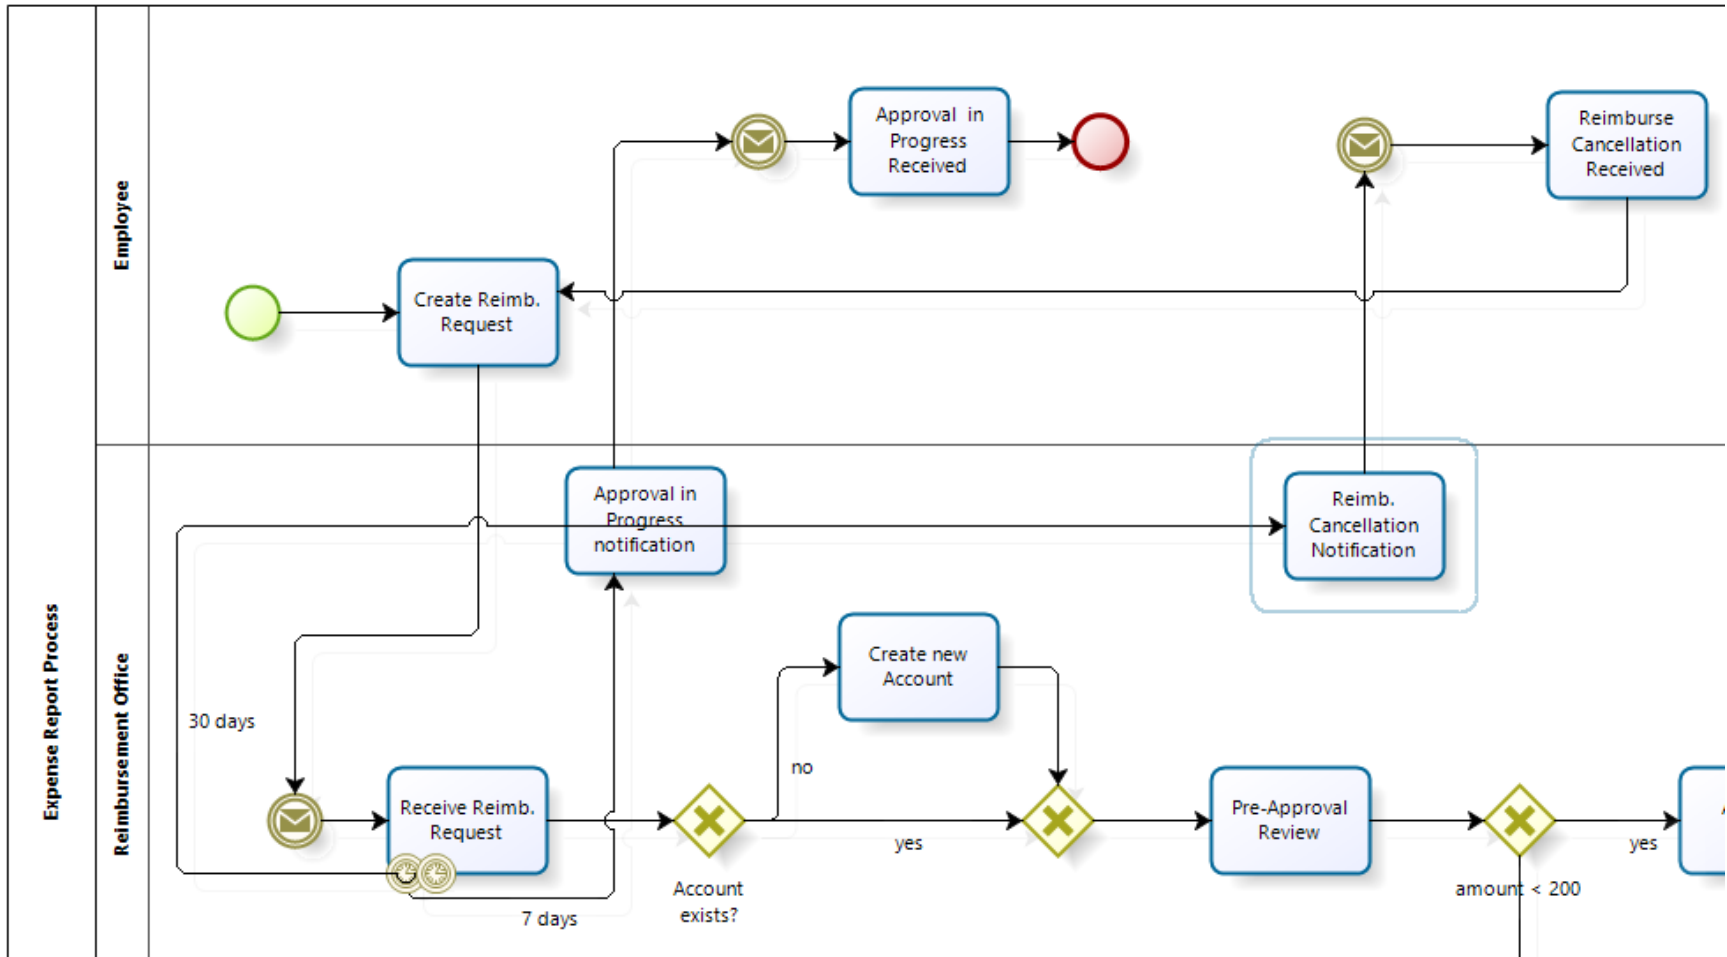 Expense Report Process
Employee
Approval in
Progress
Received
Reimburse
Cancellation
Received
Create Reimb.
Request
Reimbursement Office
Approval in
Progress
notification
Reimb.
Cancellation
Notification
Create new
Account
30 days
no
Receive Reimb.
Request
Pre-Approval
Review
yes
yes
Account
exists?
amount < 200
7 days